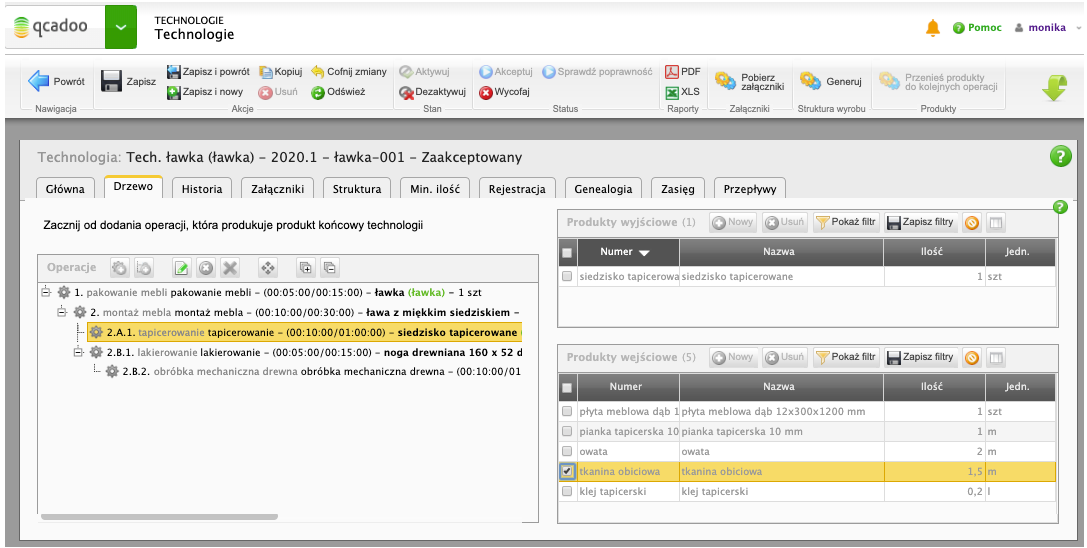 qcadoo
TECHNOLOGIE
Technologie
Pomoc
monika
Powrót
Nawigacja
Zapisz
Zapisz i powrót
Kopiuj
Cofnij zmiany
Zapisz i nowy
Usuń
Odśwież
Akcje
Aktywuj
Dezaktywuj
Stan
Akceptuj
Sprawdź poprawność
Wycofaj
Status
PDF
XLS
Raporty
Pobierz
załączniki
Załączniki
Generuj
Struktura wyrobu
Przenieś produkty
do kolejnych operacji
Produkty
Technologia: Tech. ławka (ławka) – 2020.1 – ławka-001 – Zaakceptowany
?
Główna Drzewo Historia Załączniki Struktura Min. ilość Rejestracja Genealogia Zasięg Przepływy
?
Zacznij od dodania operacji, która produkuje produkt końcowy technologii
Operacje
1. pakowanie mebli pakowanie mebli – (00:05:00/00:15:00) – ławka (ławka) – 1 szt
2. montaż mebla montaż mebla – (00:10:00/00:30:00) – ława z miękkim siedziskiem –
2.A.1. tapicerowanie tapicerowanie – (00:10:00/01:00:00) – siedzisko tapicerowane (
2.B.1. lakierowanie lakierowanie – (00:05:00/00:15:00) – noga drewniana 160 x 52 d
2.B.2. obróbka mechaniczna drewna obróbka mechaniczna drewna – (00:10:00/01
Produkty wyjściowe (1) Nowy Usuń Pokaż filtr Zapisz filtry
Numer Nazwa Ilość Jedn.
siedzisko tapicerowa siedzisko tapicerowane 1 szt
Produkty wejściowe (5) Nowy Usuń Pokaż filtr Zapisz filtry
Numer Nazwa Ilość Jedn.
płyta meblowa dąb 1 płyta meblowa dąb 12x300x1200 mm 1 szt
pianka tapicerska 10 pianka tapicerska 10 mm 1 m
owata owata 2 m
tkanina obiciowa tkanina obiciowa 1,5 m
klej tapicerski klej tapicerski 0,2 l